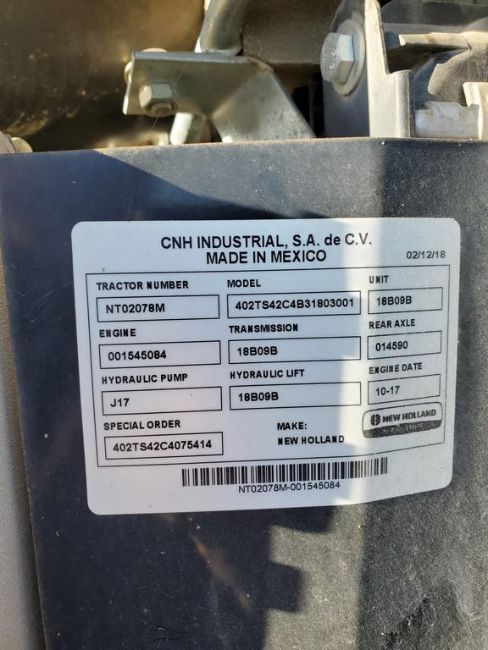 CNH INDUSTRIAL, S.A. de C.V.
MADE IN MEXICO
02/12/18
TRACTOR NUMBER MODEL UNIT
NT02078M 402TS42C4B31803001 18B09B
ENGINE TRANSMISSION REAR AXLE
001545084 18B09B 014590
HYDRAULIC PUMP HYDRAULIC LIFT ENGINE DATE
J17 18B09B 10-17
SPECIAL ORDER MAKE:
402TS42C4075414 NEW HOLLAND
NEW HOLLAND
NT02078M-001545084